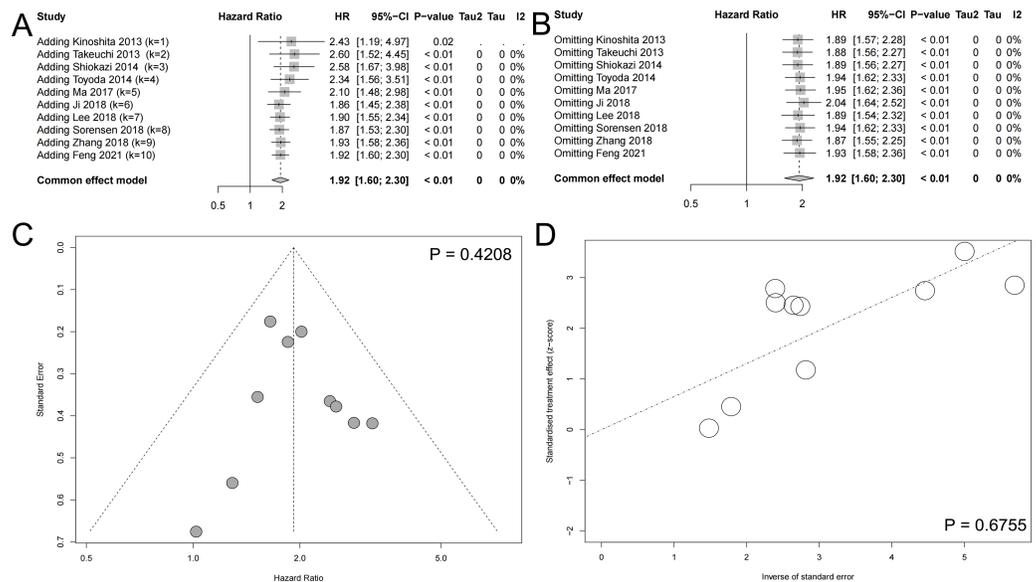 A
Study Hazard Ratio HR 95%-CI P-value Tau2 Tau I2
Adding Kinoshita 2013 (k=1) 2.43 [1.19; 4.97] 0.02 . . .
Adding Takeuchi 2013 (k=2) 2.60 [1.52; 4.45] < 0.01 0 0 0%
Adding Shiokazi 2014 (k=3) 2.58 [1.67; 3.98] < 0.01 0 0 0%
Adding Toyoda 2014 (k=4) 2.34 [1.56; 3.51] < 0.01 0 0 0%
Adding Ma 2017 (k=5) 2.10 [1.48; 2.98] < 0.01 0 0 0%
Adding Ji 2018 (k=6) 1.86 [1.45; 2.38] < 0.01 0 0 0%
Adding Lee 2018 (k=7) 1.90 [1.55; 2.34] < 0.01 0 0 0%
Adding Sorensen 2018 (k=8) 1.87 [1.53; 2.30] < 0.01 0 0 0%
Adding Zhang 2018 (k=9) 1.93 [1.58; 2.36] < 0.01 0 0 0%
Adding Feng 2021 (k=10) 1.92 [1.60; 2.30] < 0.01 0 0 0%
Common effect model 1.92 [1.60; 2.30] < 0.01 0 0 0%
0.5 1 2
B
Study Hazard Ratio HR 95%-CI P-value Tau2 Tau I2
Omitting Kinoshita 2013 1.89 [1.57; 2.28] < 0.01 0 0 0%
Omitting Takeuchi 2013 1.88 [1.56; 2.27] < 0.01 0 0 0%
Omitting Shiokazi 2014 1.89 [1.56; 2.27] < 0.01 0 0 0%
Omitting Toyoda 2014 1.94 [1.62; 2.33] < 0.01 0 0 0%
Omitting Ma 2017 1.95 [1.62; 2.36] < 0.01 0 0 0%
Omitting Ji 2018 2.04 [1.64; 2.52] < 0.01 0 0 0%
Omitting Lee 2018 1.89 [1.54; 2.32] < 0.01 0 0 0%
Omitting Sorensen 2018 1.94 [1.62; 2.33] < 0.01 0 0 0%
Omitting Zhang 2018 1.87 [1.55; 2.25] < 0.01 0 0 0%
Omitting Feng 2021 1.93 [1.58; 2.36] < 0.01 0 0 0%
Common effect model 1.92 [1.60; 2.30] < 0.01 0 0 0%
0.5 1 2
C
P = 0.4208
Standard Error
0.0
0.1
0.2
0.3
0.4
0.5
0.6
0.7
0.5 1.0 2.0 5.0
Hazard Ratio
D
Standardised treatment effect (z-score)
3
2
1
0
−1
−2
P = 0.6755
0 1 2 3 4 5
Inverse of standard error